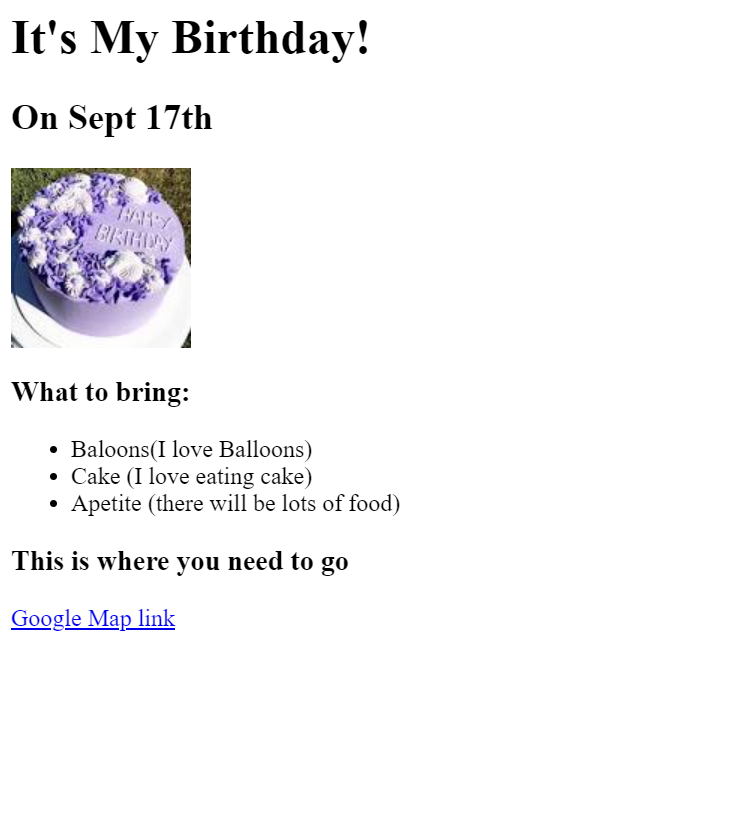 It's My Birthday!
On Sept 17th
HAPPY
BIRTHDAY
What to bring:
Baloons(I love Balloons)
Cake (I love eating cake)
Apetite (there will be lots of food)
This is where you need to go
Google Map link